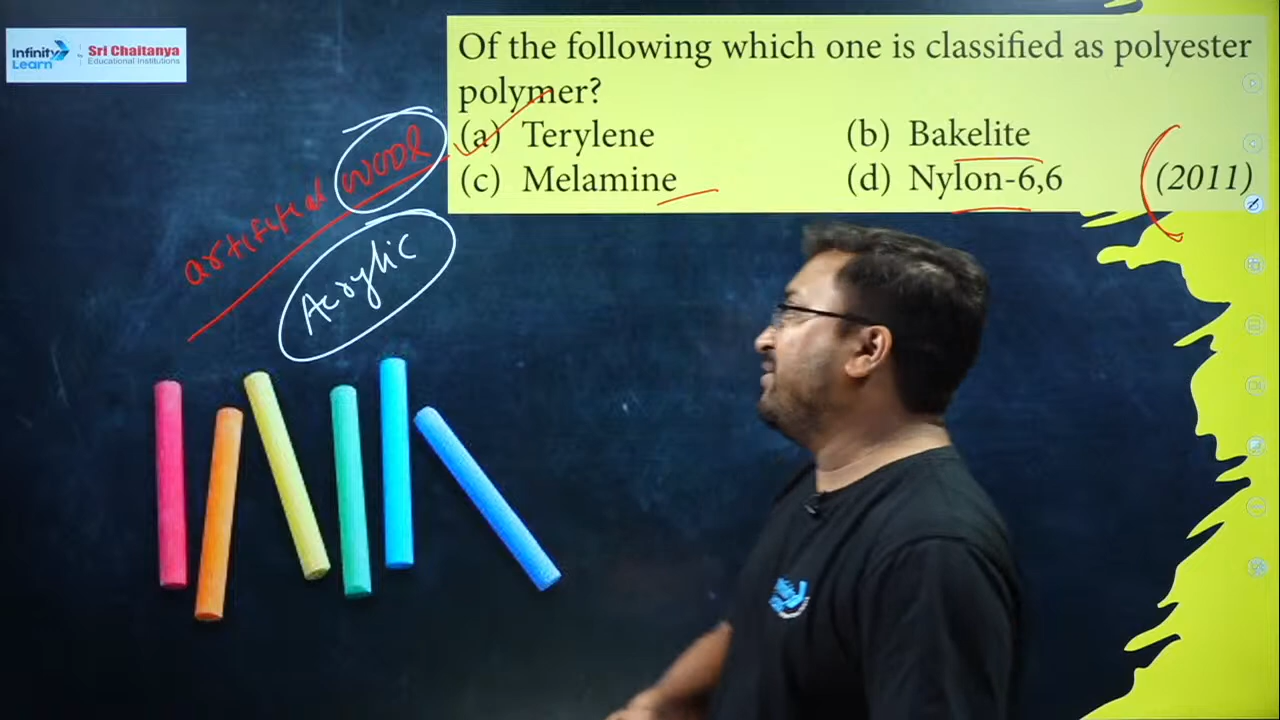 Infinity Learn
by
Sri Chaitanya
Educational Institutions
Of the following which one is classified as polyester
polymer?
(a) Terylene
(b) Bakelite
(c) Melamine
(d) Nylon-6,6
(2011)
artificial wool
Acrylic